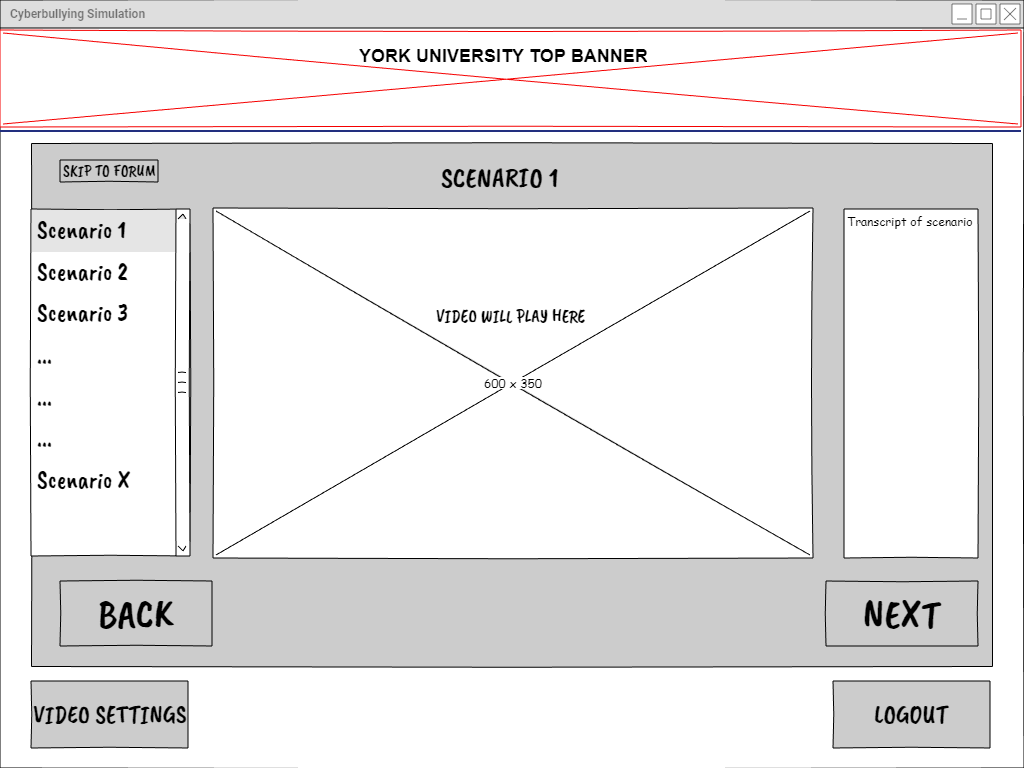 Cyberbullying Simulation
YORK UNIVERSITY TOP BANNER
SKIP TO FORUM
SCENARIO 1
Scenario 1
Scenario 2
Scenario 3
...
...
...
Scenario X
VIDEO WILL PLAY HERE
600 x 350
Transcript of scenario
BACK
NEXT
VIDEO SETTINGS
LOGOUT